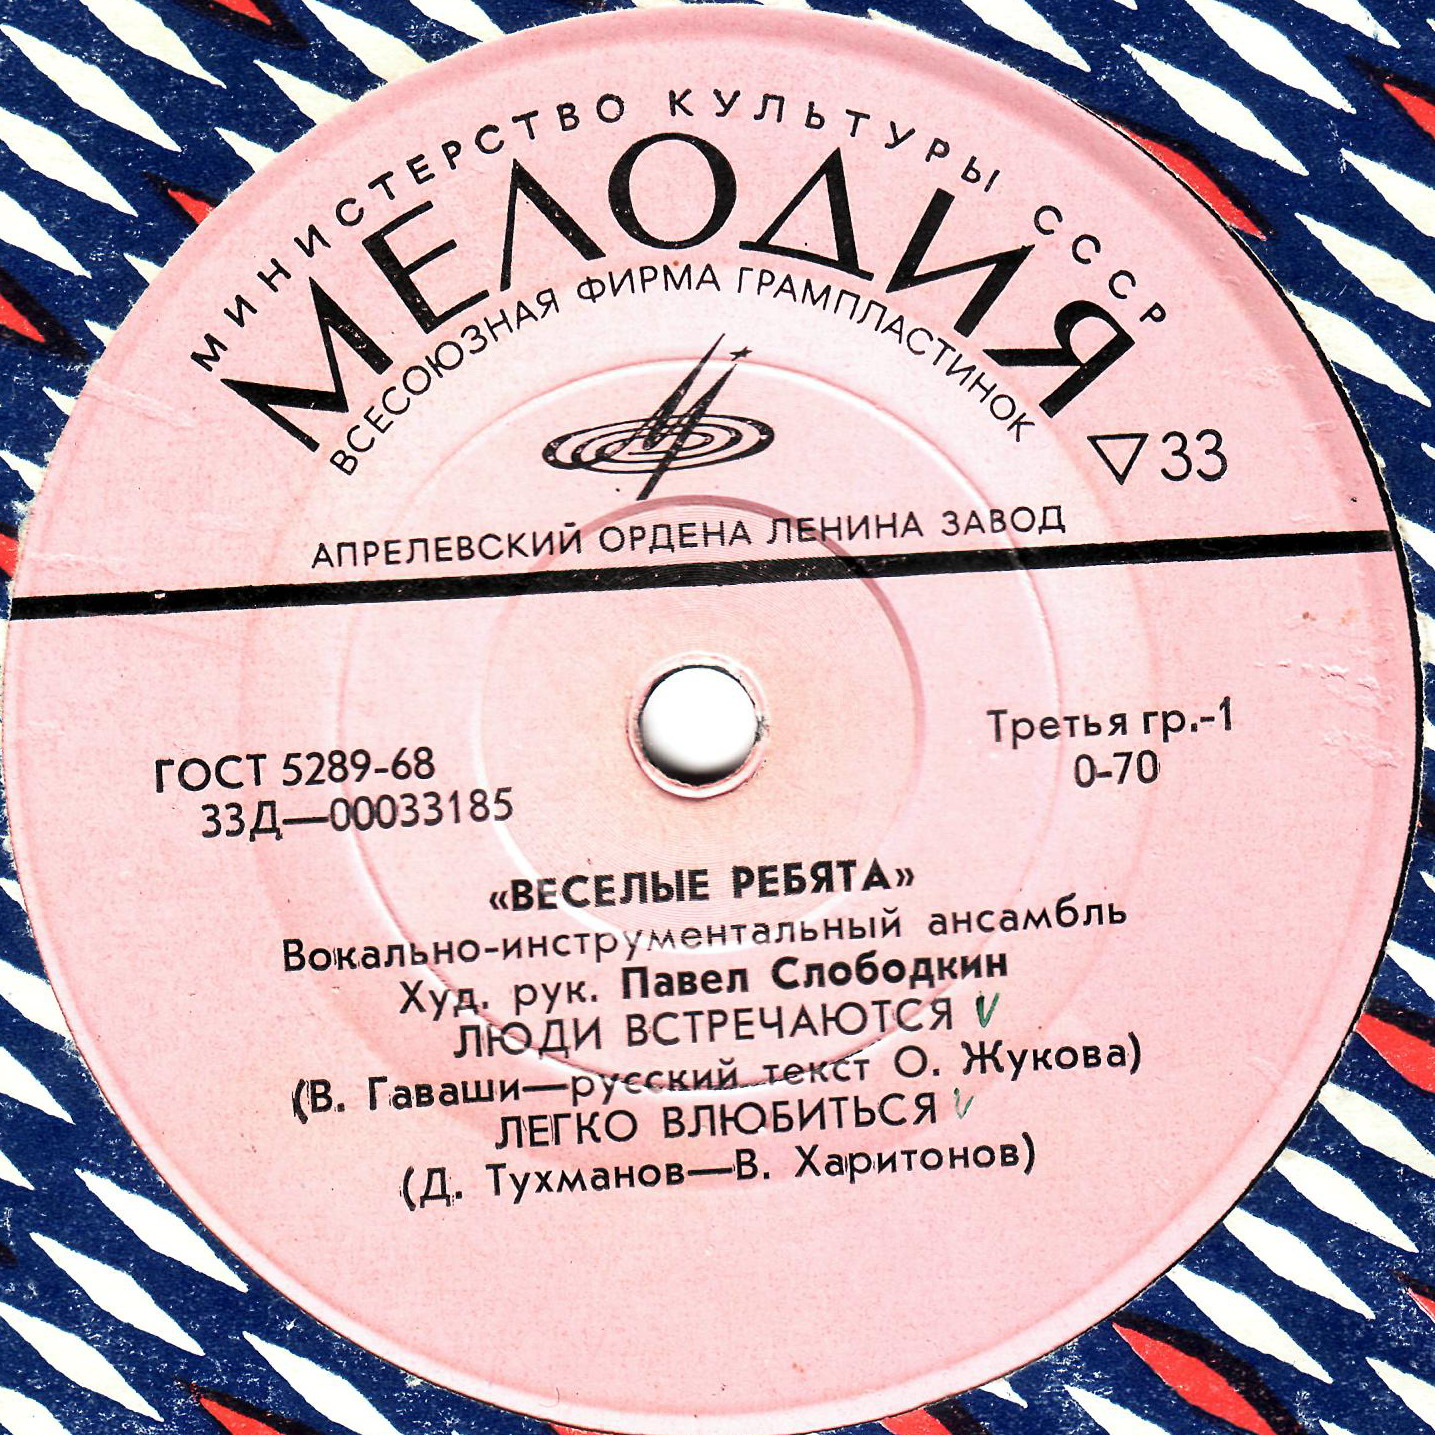 МИНИСТЕРСТВО КУЛЬТУРЫ СССР
МЕЛОДИЯ
ВСЕСОЮЗНАЯ ФИРМА ГРАМПЛАСТИНОК
▽33
АПРЕЛЕВСКИЙ ОРДЕНА ЛЕНИНА ЗАВОД
ГОСТ 5289-68
33Д—00033185
Третья гр.-1
0-70
«ВЕСЕЛЫЕ РЕБЯТА»
Вокально-инструментальный ансамбль
Худ. рук. Павел Слободкин
ЛЮДИ ВСТРЕЧАЮТСЯ
(В. Гаваши—русский текст О. Жукова)
ЛЕГКО ВЛЮБИТЬСЯ
(Д. Тухманов—В. Харитонов)